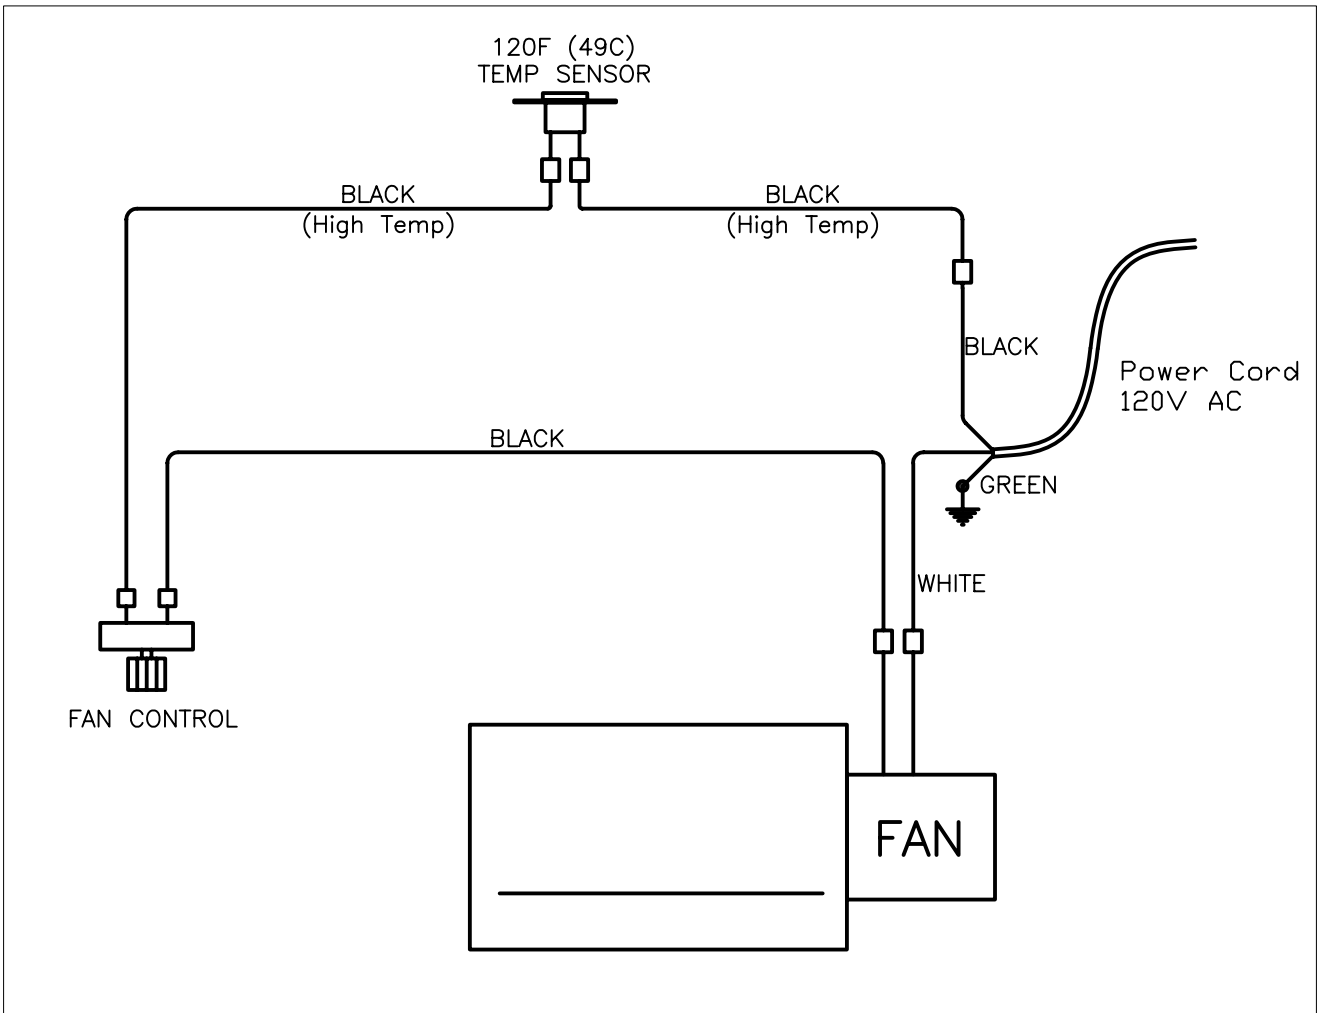 120F (49C)
TEMP SENSOR
BLACK
(High Temp)
BLACK
(High Temp)
BLACK
Power Cord
120V AC
BLACK
GREEN
WHITE
FAN CONTROL
FAN